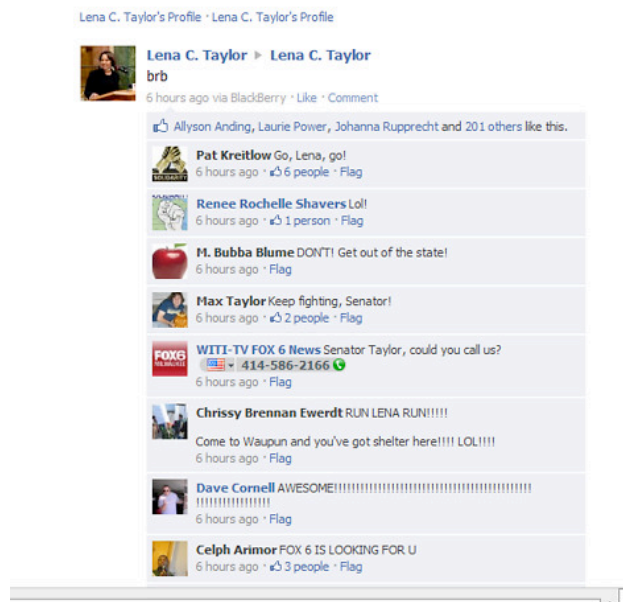 Lena C. Taylor's Profile · Lena C. Taylor's Profile
Lena C. Taylor ▶ Lena C. Taylor
brb
6 hours ago via BlackBerry · Like · Comment
Allyson Anding, Laurie Power, Johanna Rupprecht and 201 others like this.
SOLIDARITY
Pat Kreitlow Go, Lena, go!
6 hours ago · 6 people · Flag
Renee Rochelle Shavers Lol!
6 hours ago · 1 person · Flag
M. Bubba Blume DON'T! Get out of the state!
6 hours ago · Flag
Max Taylor Keep fighting, Senator!
6 hours ago · 2 people · Flag
FOX6
MILWAUKEE
WITI-TV FOX 6 News Senator Taylor, could you call us?
414-586-2166
6 hours ago · Flag
Chrissy Brennan Ewerdt RUN LENA RUN!!!!!
Come to Waupun and you've got shelter here!!!! LOL!!!!
6 hours ago · Flag
Dave Cornell AWESOME!!!!!!!!!!!!!!!!!!!!!!!!!!!!!!!!!!!!!!!!!!!!!!
!!!!!!!!!!!!!!!!!
6 hours ago · Flag
Celph Arimor FOX 6 IS LOOKING FOR U
6 hours ago · 3 people · Flag